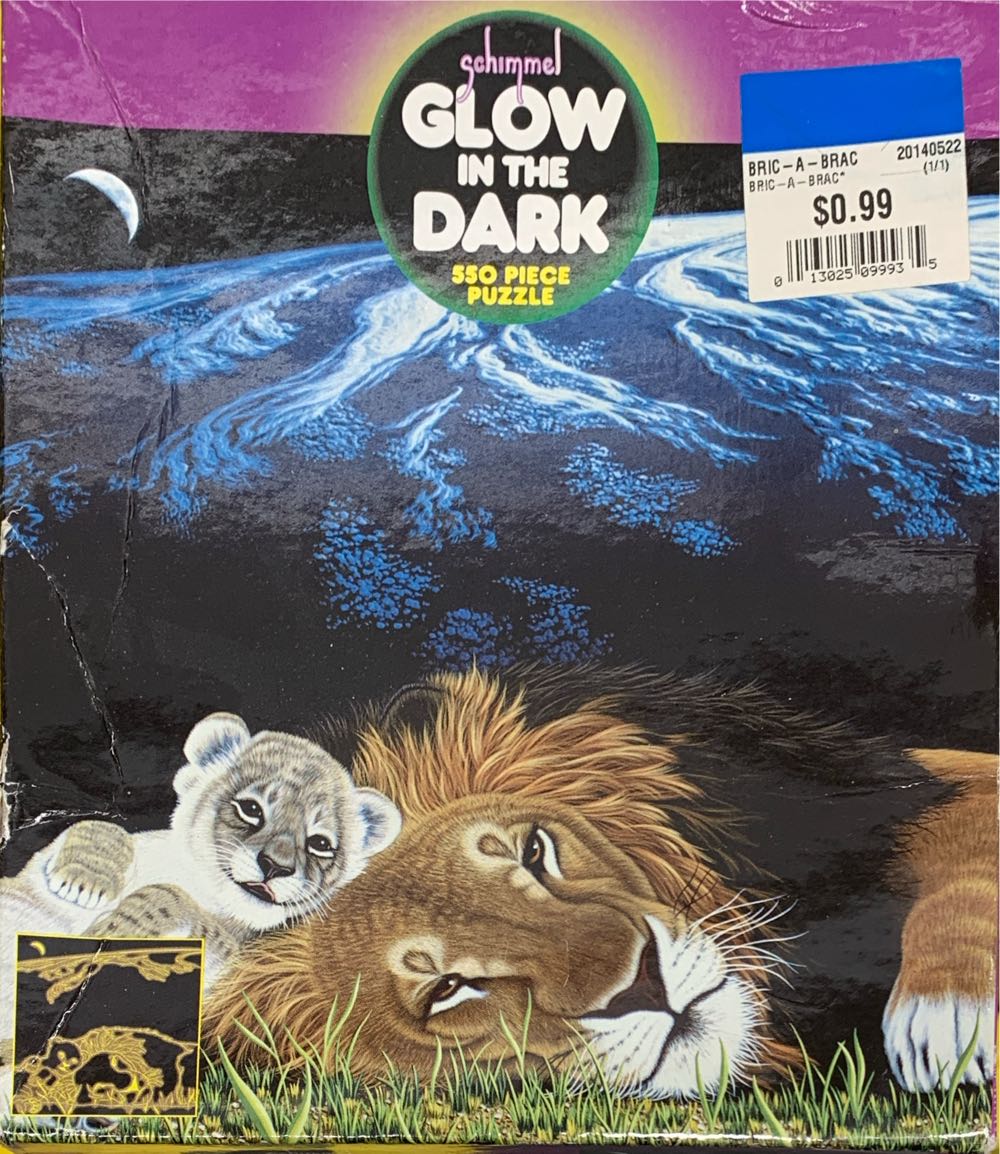 schimmel
GLOW
IN THE
DARK
550 PIECE
PUZZLE
BRIC-A-BRAC 20140522
BRIC-A-BRAC* (1/1)
$0.99
0 13025 09993 5